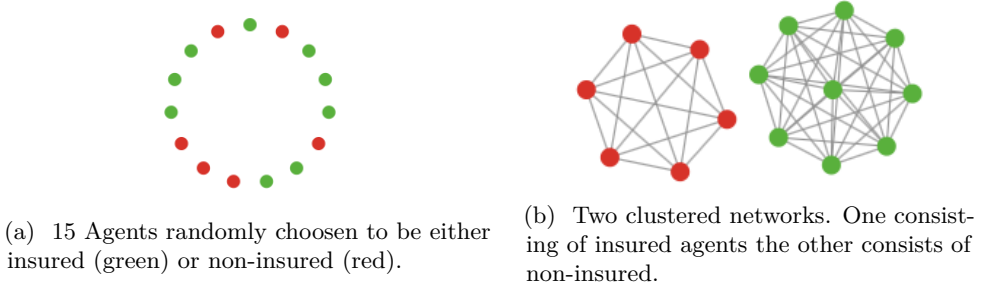 (a) 15 Agents randomly choosen to be either
insured (green) or non-insured (red).
(b) Two clustered networks. One consist-
ing of insured agents the other consists of
non-insured.